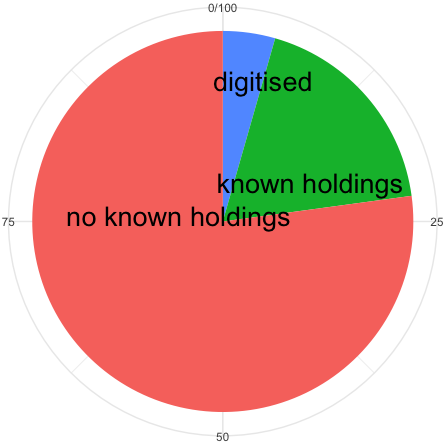 0/100
digitised
known holdings
no known holdings
75
25
50